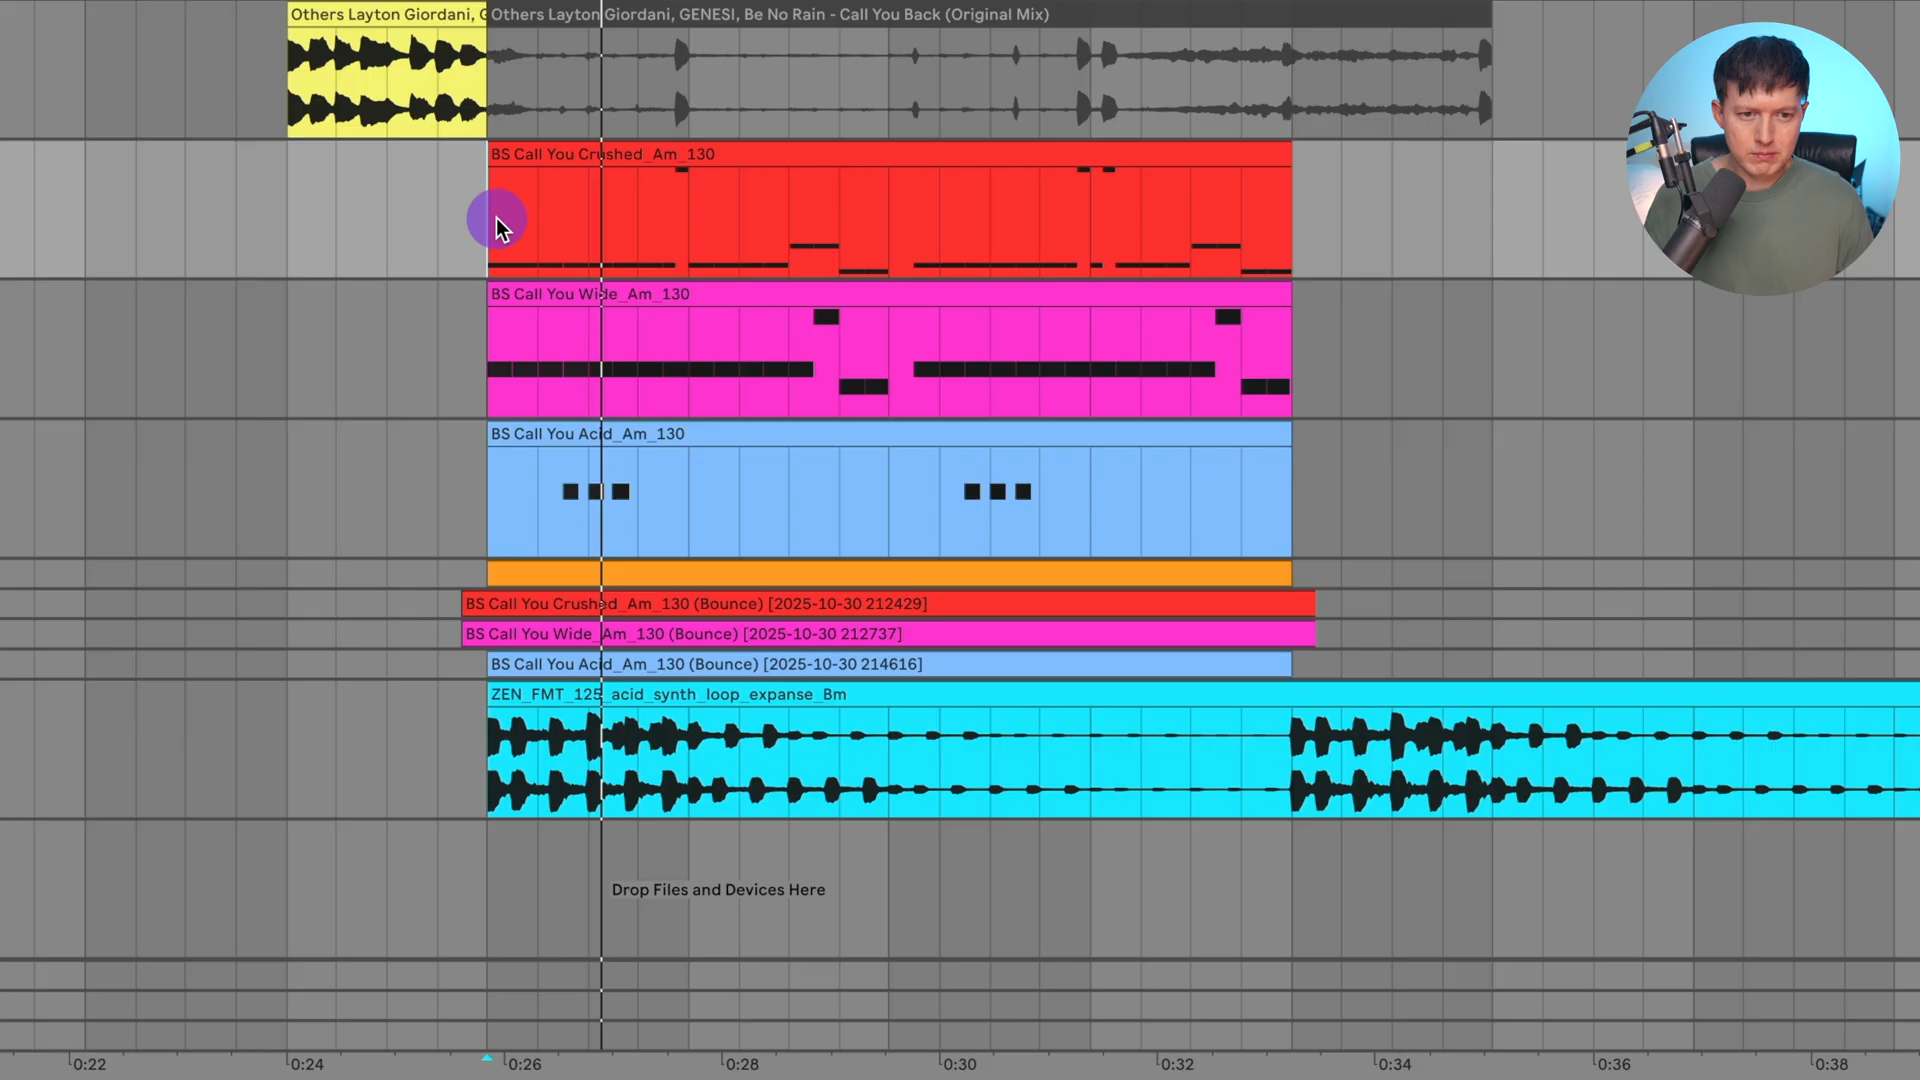 Others Layton Giordani, G
Others Layton Giordani, GENESI, Be No Rain - Call You Back (Original Mix)
BS Call You Crushed_Am_130
BS Call You Wide_Am_130
BS Call You Acid_Am_130
BS Call You Crushed_Am_130 (Bounce) [2025-10-30 212429]
BS Call You Wide_Am_130 (Bounce) [2025-10-30 212737]
BS Call You Acid_Am_130 (Bounce) [2025-10-30 214616]
ZEN_FMT_125_acid_synth_loop_expanse_Bm
Drop Files and Devices Here
0:22 0:24 0:26 0:28 0:30 0:32 0:34 0:36 0:38